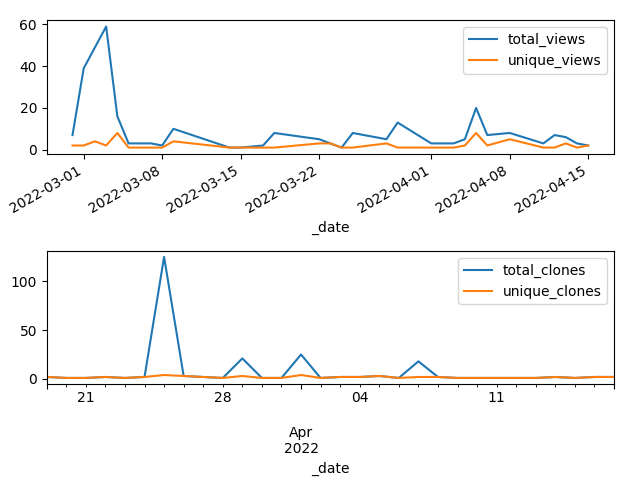 60
40
20
0
total_views
unique_views
2022-03-01
2022-03-08
2022-03-15
2022-03-22
2022-04-01
2022-04-08
2022-04-15
_date
100
50
0
total_clones
unique_clones
21
28
04
11
Apr
2022
_date